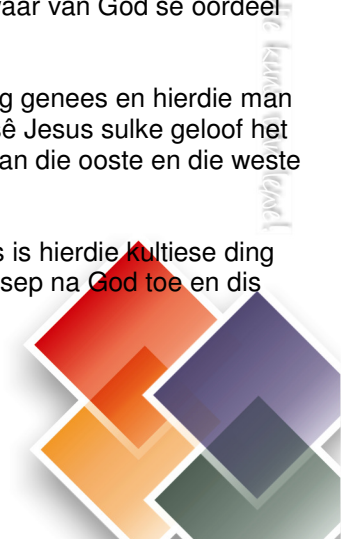 vaar van God se oordeel
g genees en hierdie man
sê Jesus sulke geloof het
an die ooste en die weste
s is hierdie kultiese ding
sep na God toe en dis